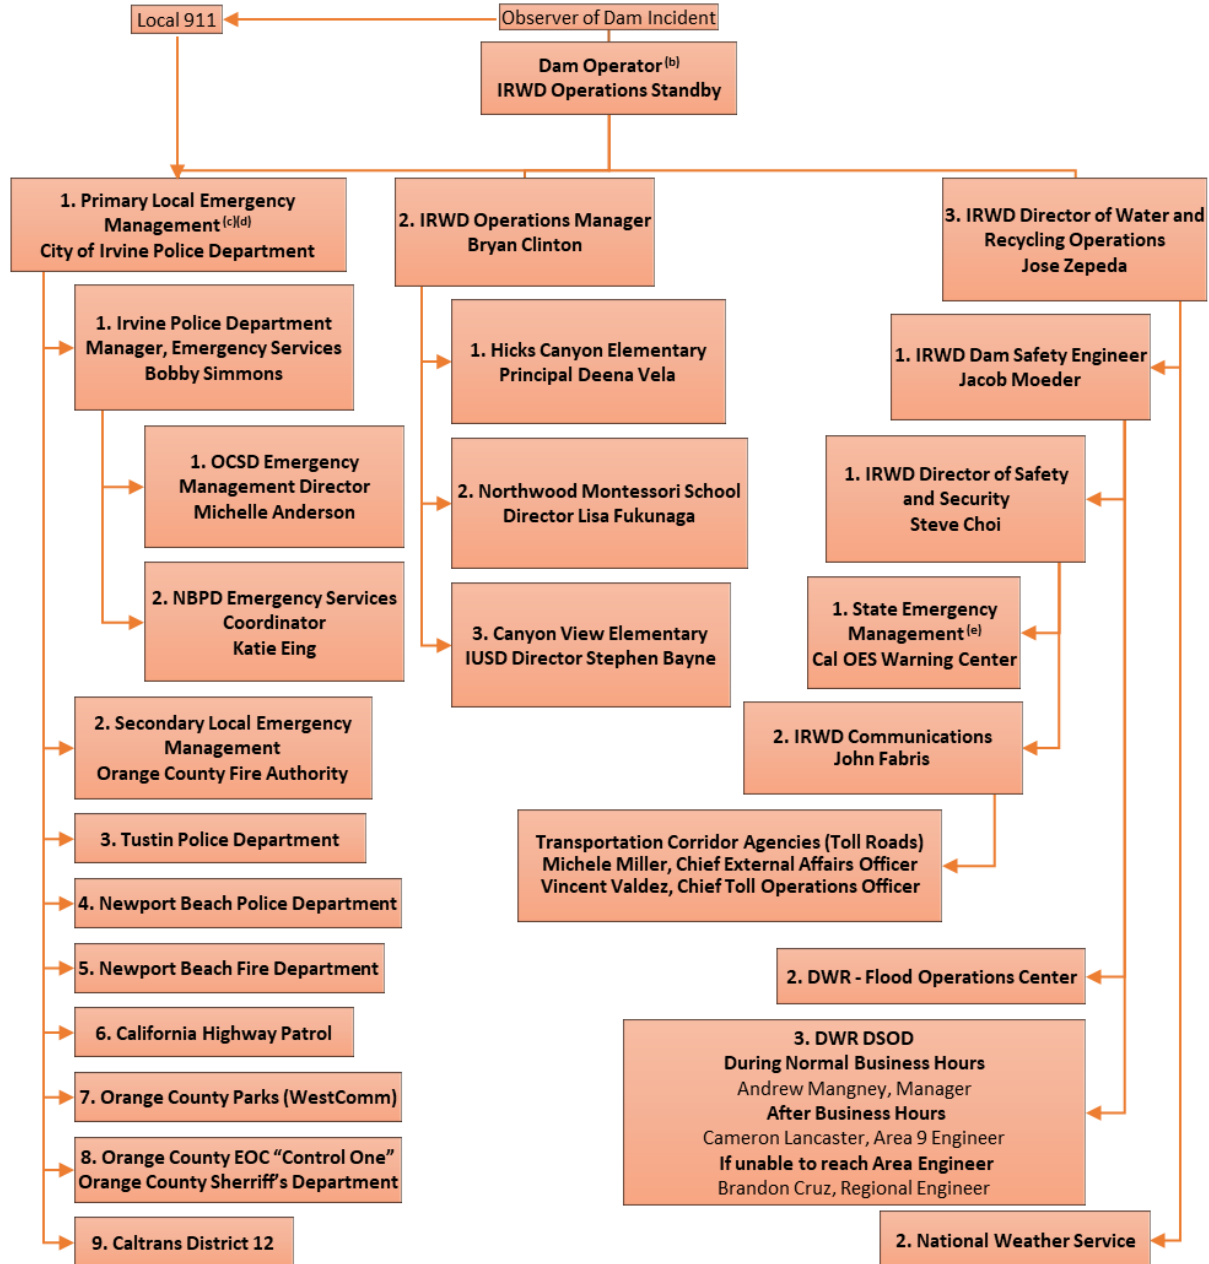 Local 911
Observer of Dam Incident
Dam Operator (b)
IRWD Operations Standby
1. Primary Local Emergency
Management (c)(d)
City of Irvine Police Department
1. Irvine Police Department
Manager, Emergency Services
Bobby Simmons
1. OCSD Emergency
Management Director
Michelle Anderson
2. NBPD Emergency Services
Coordinator
Katie Eing
2. Secondary Local Emergency
Management
Orange County Fire Authority
3. Tustin Police Department
4. Newport Beach Police Department
5. Newport Beach Fire Department
6. California Highway Patrol
7. Orange County Parks (WestComm)
8. Orange County EOC “Control One”
Orange County Sherriff’s Department
9. Caltrans District 12
2. IRWD Operations Manager
Bryan Clinton
1. Hicks Canyon Elementary
Principal Deena Vela
2. Northwood Montessori School
Director Lisa Fukunaga
3. Canyon View Elementary
IUSD Director Stephen Bayne
3. IRWD Director of Water and
Recycling Operations
Jose Zepeda
1. IRWD Dam Safety Engineer
Jacob Moeder
1. IRWD Director of Safety
and Security
Steve Choi
1. State Emergency
Management (e)
Cal OES Warning Center
2. IRWD Communications
John Fabris
Transportation Corridor Agencies (Toll Roads)
Michele Miller, Chief External Affairs Officer
Vincent Valdez, Chief Toll Operations Officer
2. DWR - Flood Operations Center
3. DWR DSOD
During Normal Business Hours
Andrew Mangney, Manager
After Business Hours
Cameron Lancaster, Area 9 Engineer
If unable to reach Area Engineer
Brandon Cruz, Regional Engineer
2. National Weather Service